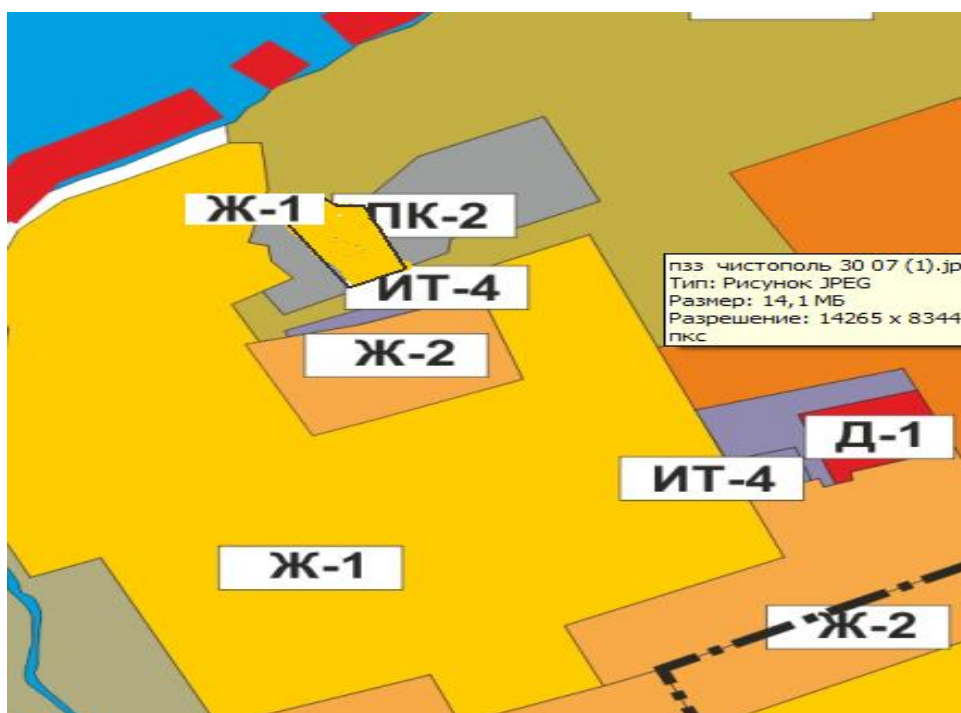 Ж-1
ПК-2
ИТ-4
Ж-2
пзз чистополь 30 07 (1).jp
Тип: Рисунок JPEG
Размер: 14,1 МБ
Разрешение: 14265 x 8344
пкс
Д-1
ИТ-4
Ж-1
Ж-2